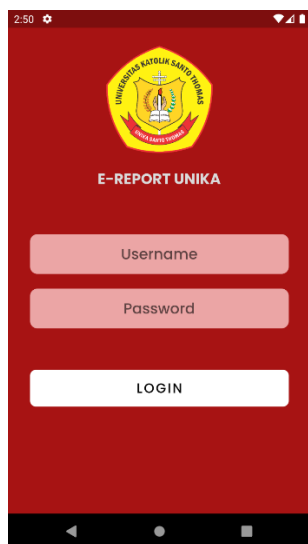 2:50
UNIVERSITAS KATOLIK SANTO THOMAS
UNIKA SANTO THOMAS
E-REPORT UNIKA
Username
Password
LOGIN